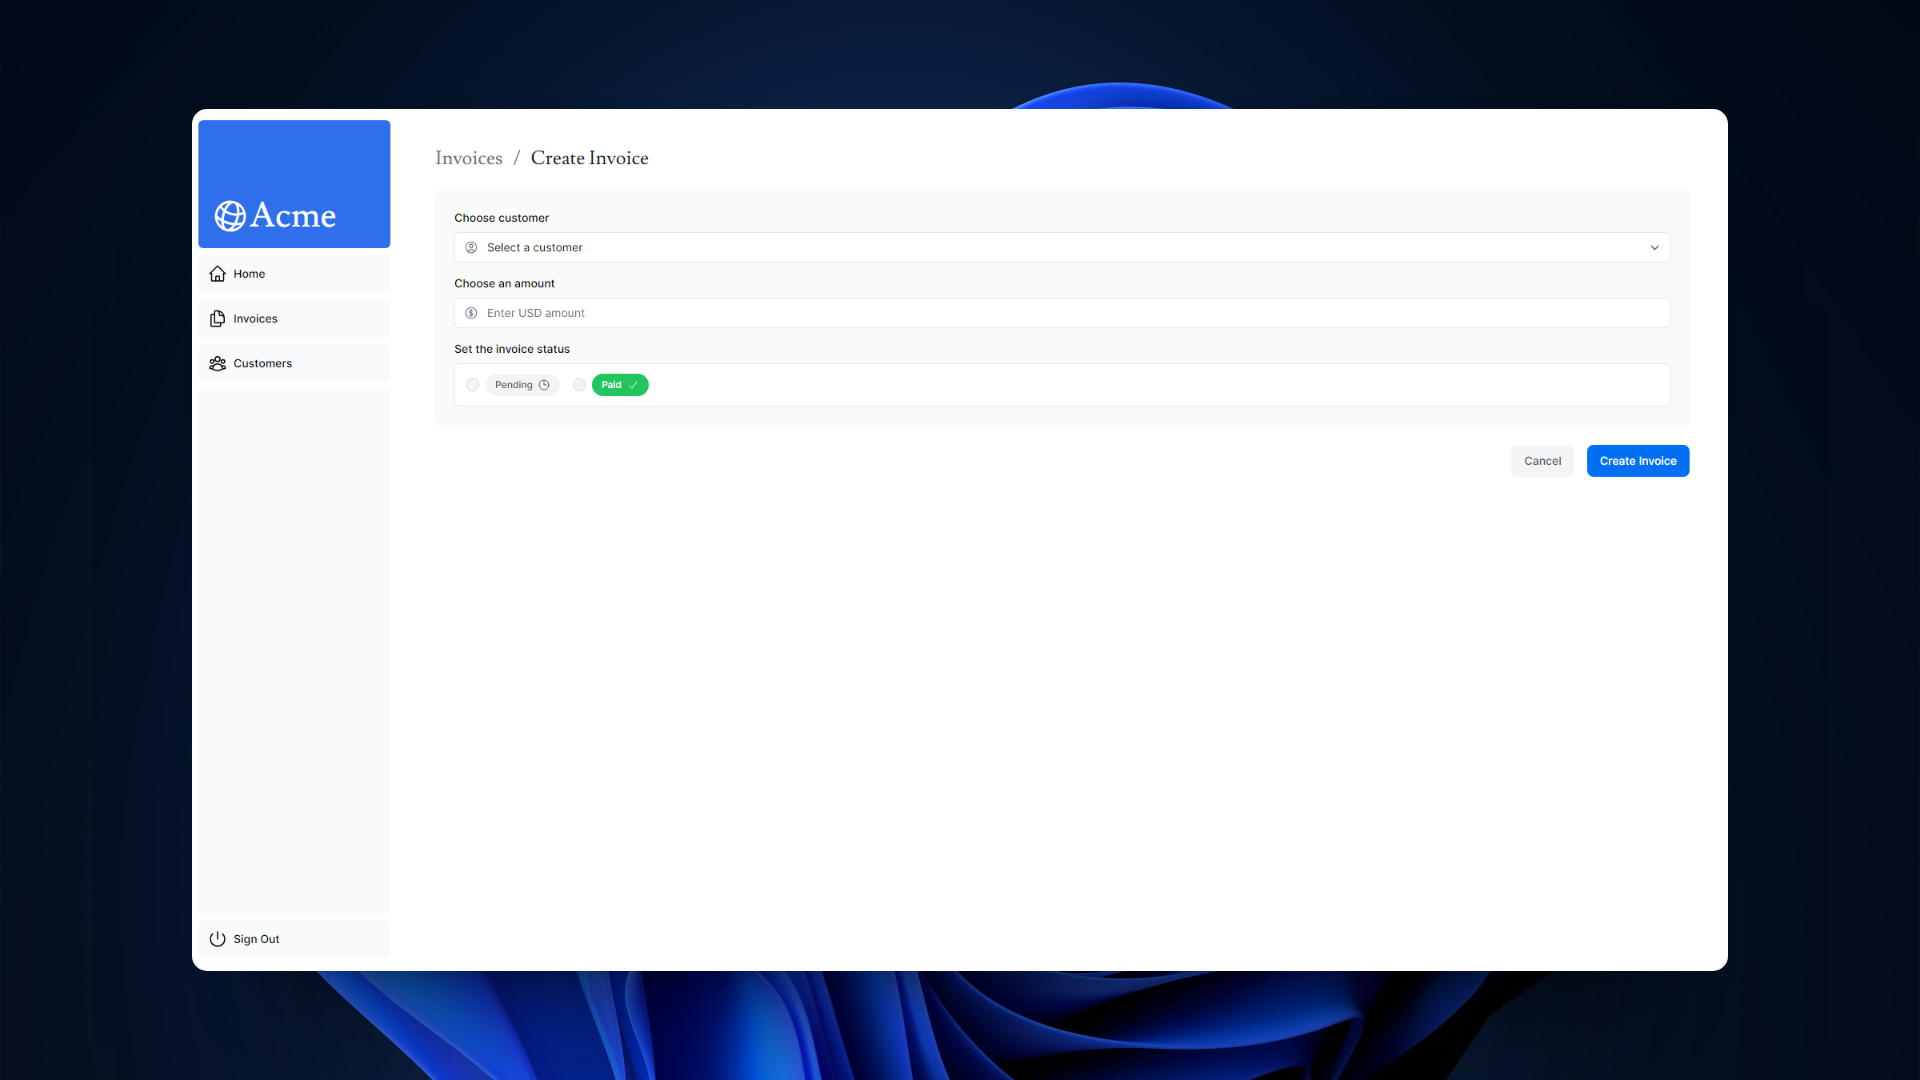 Acme
Home
Invoices
Customers
Sign Out
Invoices / Create Invoice
Choose customer
Select a customer
Choose an amount
Enter USD amount
Set the invoice status
Pending Paid
Cancel Create Invoice